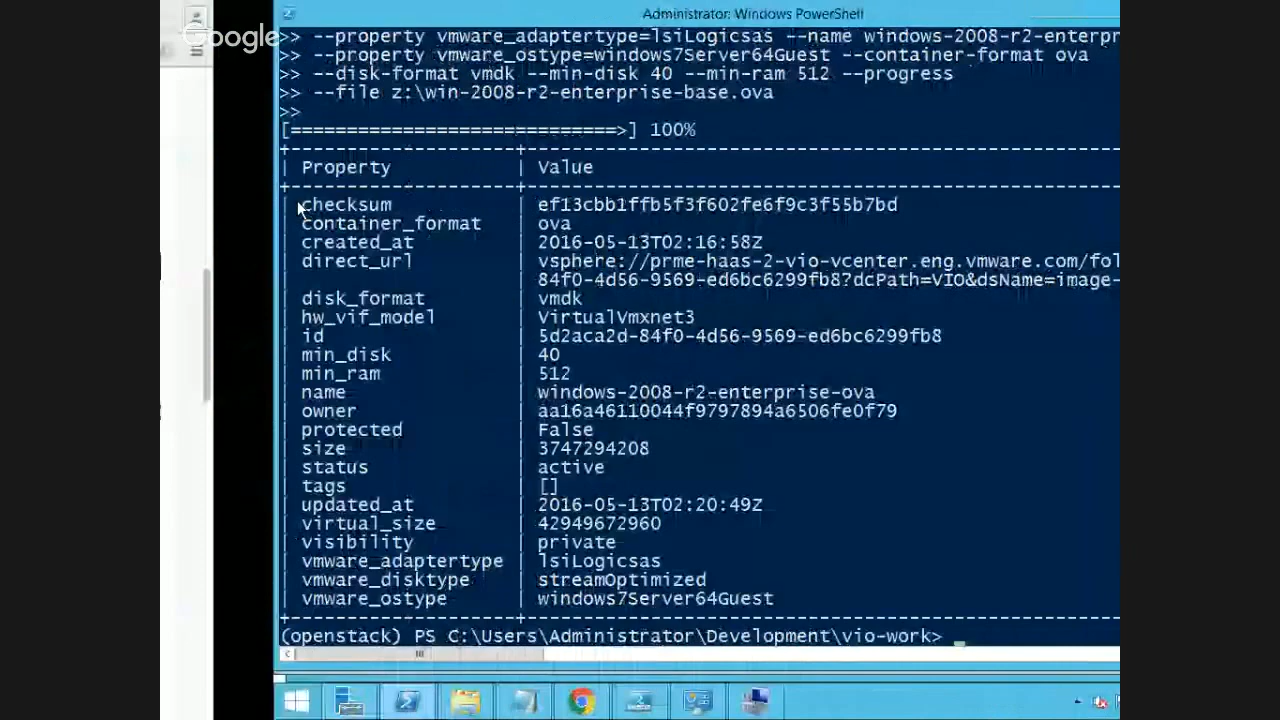 Google
Administrator: Windows PowerShell
>> --property vmware_adaptertype=lsiLogicsas --name windows-2008-r2-enterpr
>> --property vmware_ostype=windows7Server64Guest --container-format ova
>> --disk-format vmdk --min-disk 40 --min-ram 512 --progress
>> --file z:\win-2008-r2-enterprise-base.ova
>>
[=============================>] 100%
| Property | Value
| checksum | ef13cbb1ffb5f3f602fe6f9c3f55b7bd
| container_format | ova
| created_at | 2016-05-13T02:16:58Z
| direct_url | vsphere://prme-haas-2-vio-vcenter.eng.vmware.com/fol
| | 84f0-4d56-9569-ed6bc6299fb8?dcPath=VIO&dsName=image-
| disk_format | vmdk
| hw_vif_model | VirtualVmxnet3
| id | 5d2aca2d-84f0-4d56-9569-ed6bc6299fb8
| min_disk | 40
| min_ram | 512
| name | windows-2008-r2-enterprise-ova
| owner | aa16a46110044f9797894a6506fe0f79
| protected | False
| size | 3747294208
| status | active
| tags | []
| updated_at | 2016-05-13T02:20:49Z
| virtual_size | 42949672960
| visibility | private
| vmware_adaptertype | lsiLogicsas
| vmware_disktype | streamOptimized
| vmware_ostype | windows7Server64Guest
(openstack) PS C:\Users\Administrator\Development\vio-work>